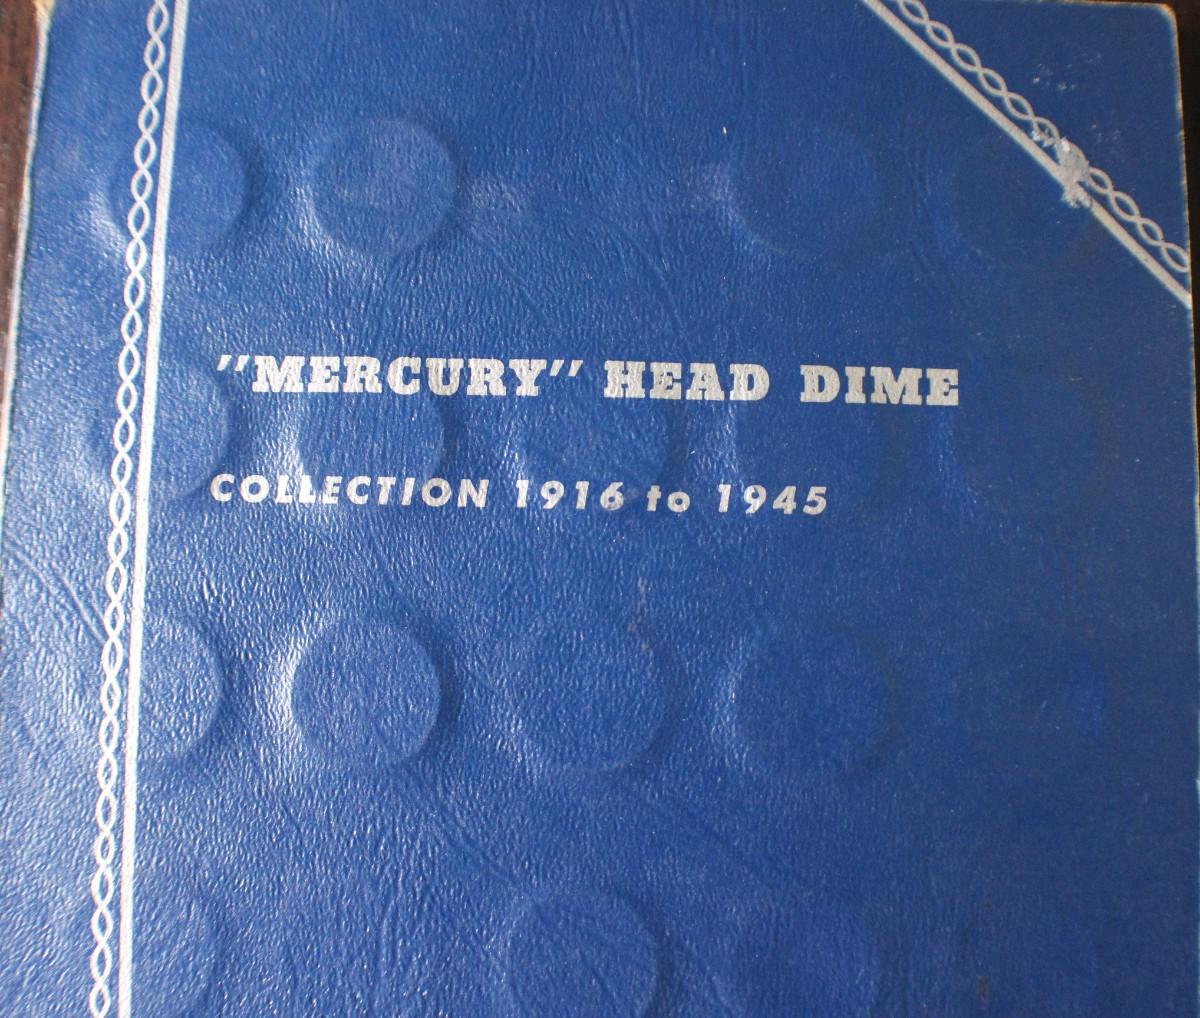 "MERCURY" HEAD DIME
COLLECTION 1916 to 1945